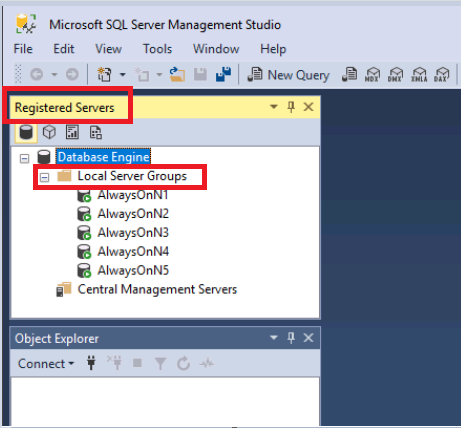 Microsoft SQL Server Management Studio
File Edit View Tools Window Help
New Query MDX DMX XMLA DAX
Registered Servers
Database Engine
Local Server Groups
AlwaysOnN1
AlwaysOnN2
AlwaysOnN3
AlwaysOnN4
AlwaysOnN5
Central Management Servers
Object Explorer
Connect